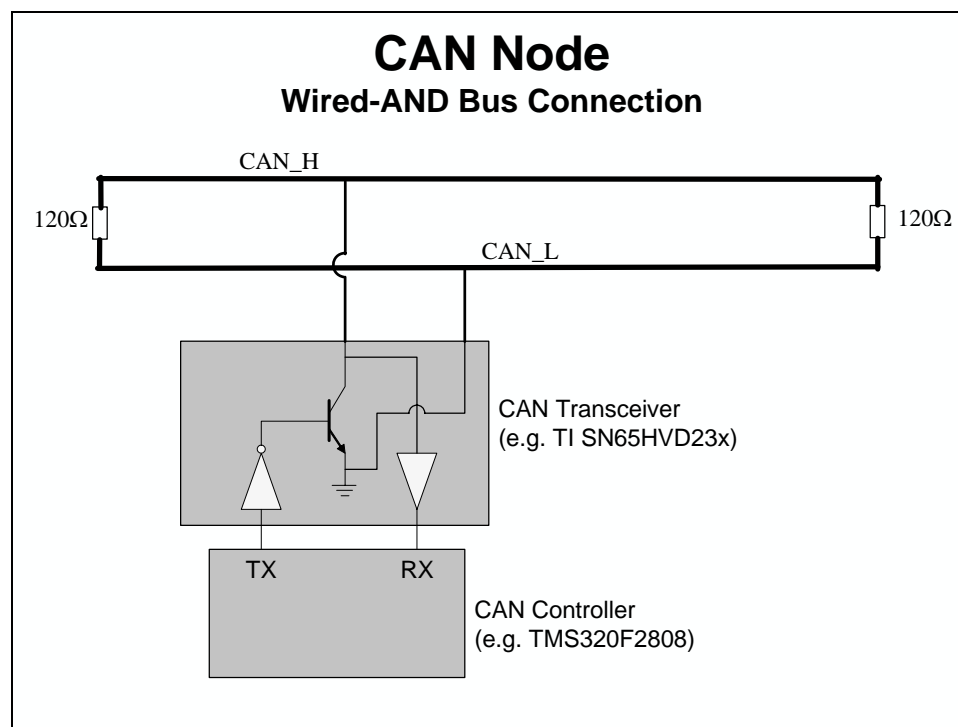 CAN Node
Wired-AND Bus Connection
CAN_H
120Ω
120Ω
CAN_L
CAN Transceiver
(e.g. TI SN65HVD23x)
TX
RX
CAN Controller
(e.g. TMS320F2808)